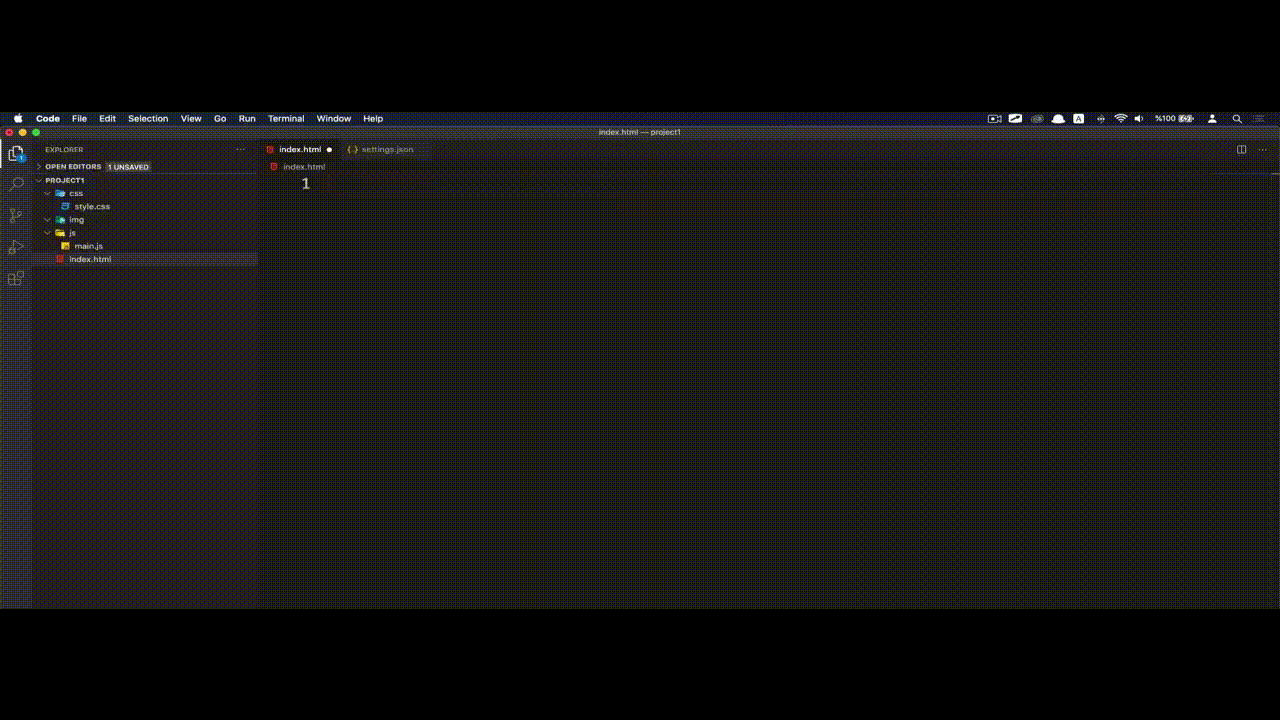 Code File Edit Selection View Go Run Terminal Window Help A %100
index.html — project1
EXPLORER
index.html
settings.json
OPEN EDITORS 1 UNSAVED
index.html
PROJECT1
1
css
style.css
img
js
main.js
index.html
1